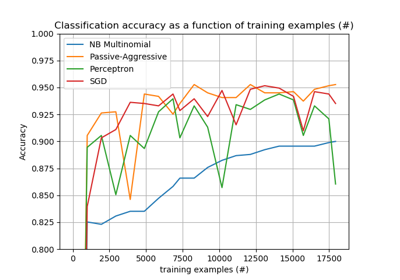 Classification accuracy as a function of training examples (#)
1.000
0.975
0.950
0.925
0.900
0.875
0.850
0.825
0.800
Accuracy
NB Multinomial
Passive-Aggressive
Perceptron
SGD
0 2500 5000 7500 10000 12500 15000 17500
training examples (#)